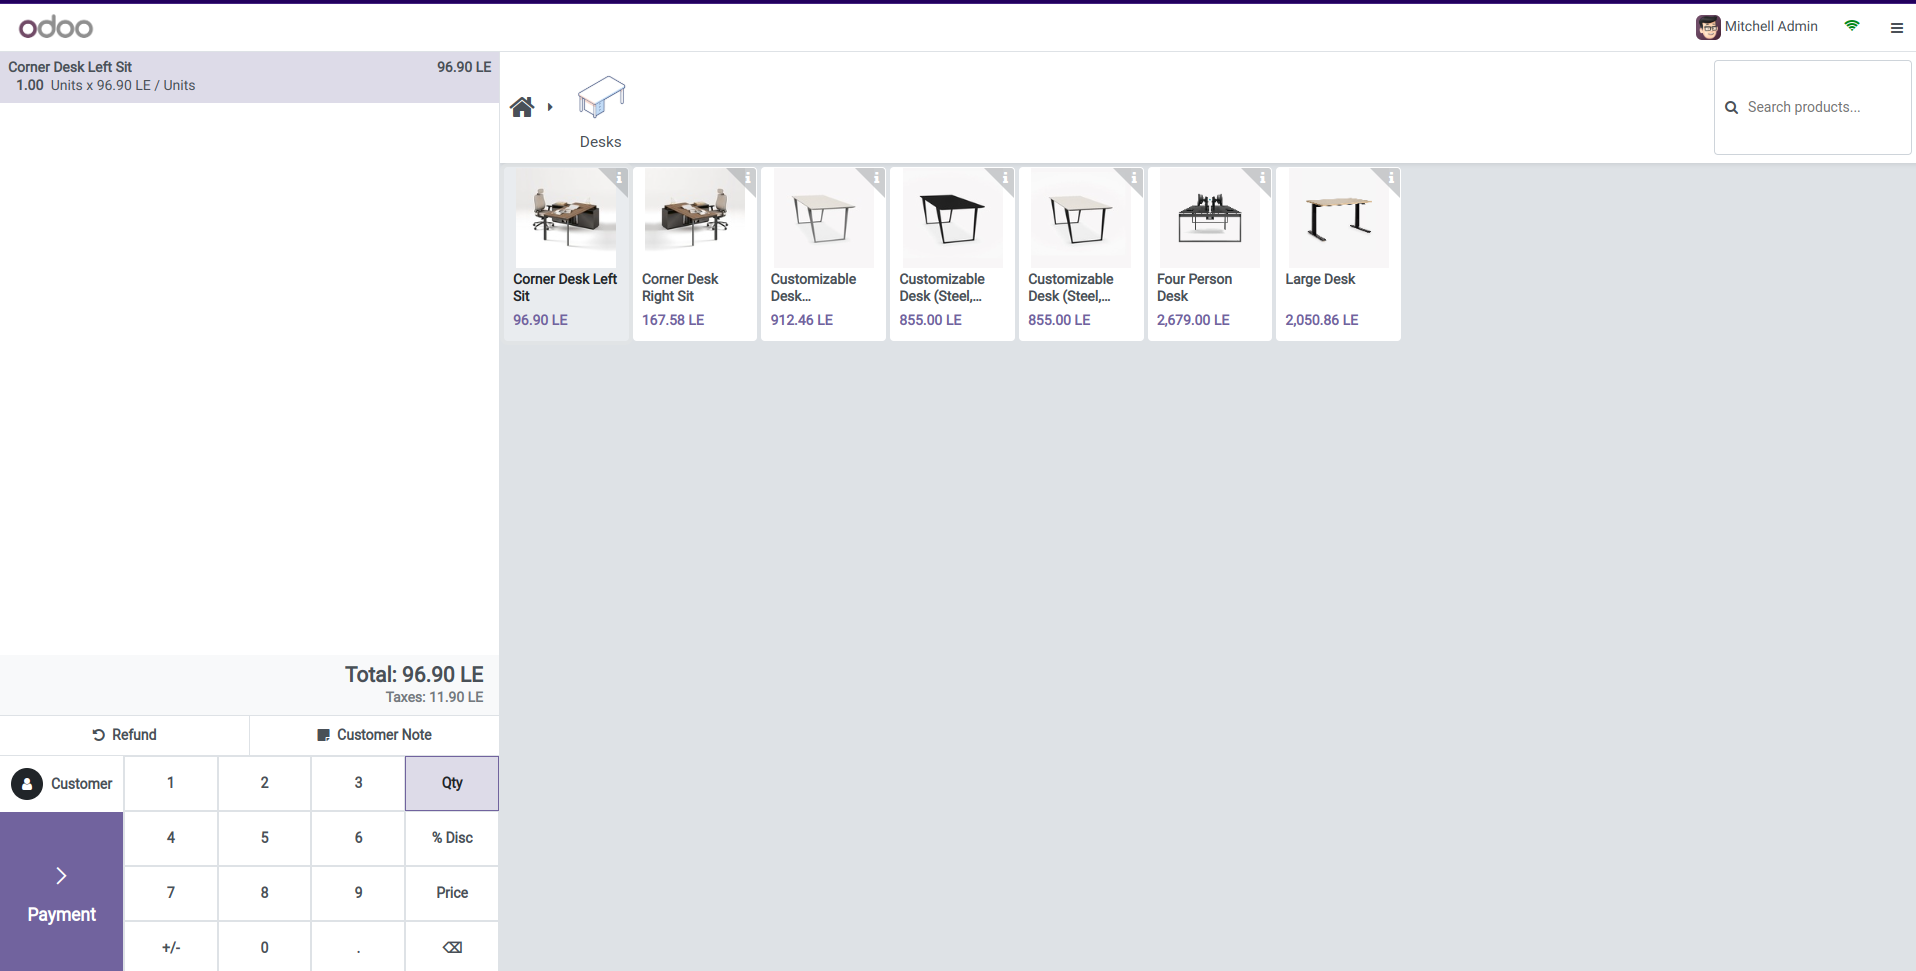 odoo
Mitchell Admin
Corner Desk Left Sit 96.90 LE
1.00 Units x 96.90 LE / Units
Desks
Search products...
Corner Desk Left
Sit
96.90 LE
Corner Desk
Right Sit
167.58 LE
Customizable
Desk...
912.46 LE
Customizable
Desk (Steel,...
855.00 LE
Customizable
Desk (Steel,...
855.00 LE
Four Person
Desk
2,679.00 LE
Large Desk
2,050.86 LE
Total: 96.90 LE
Taxes: 11.90 LE
Refund
Customer Note
Customer
1 2 3 Qty
4 5 6 % Disc
7 8 9 Price
Payment
+/- 0 .